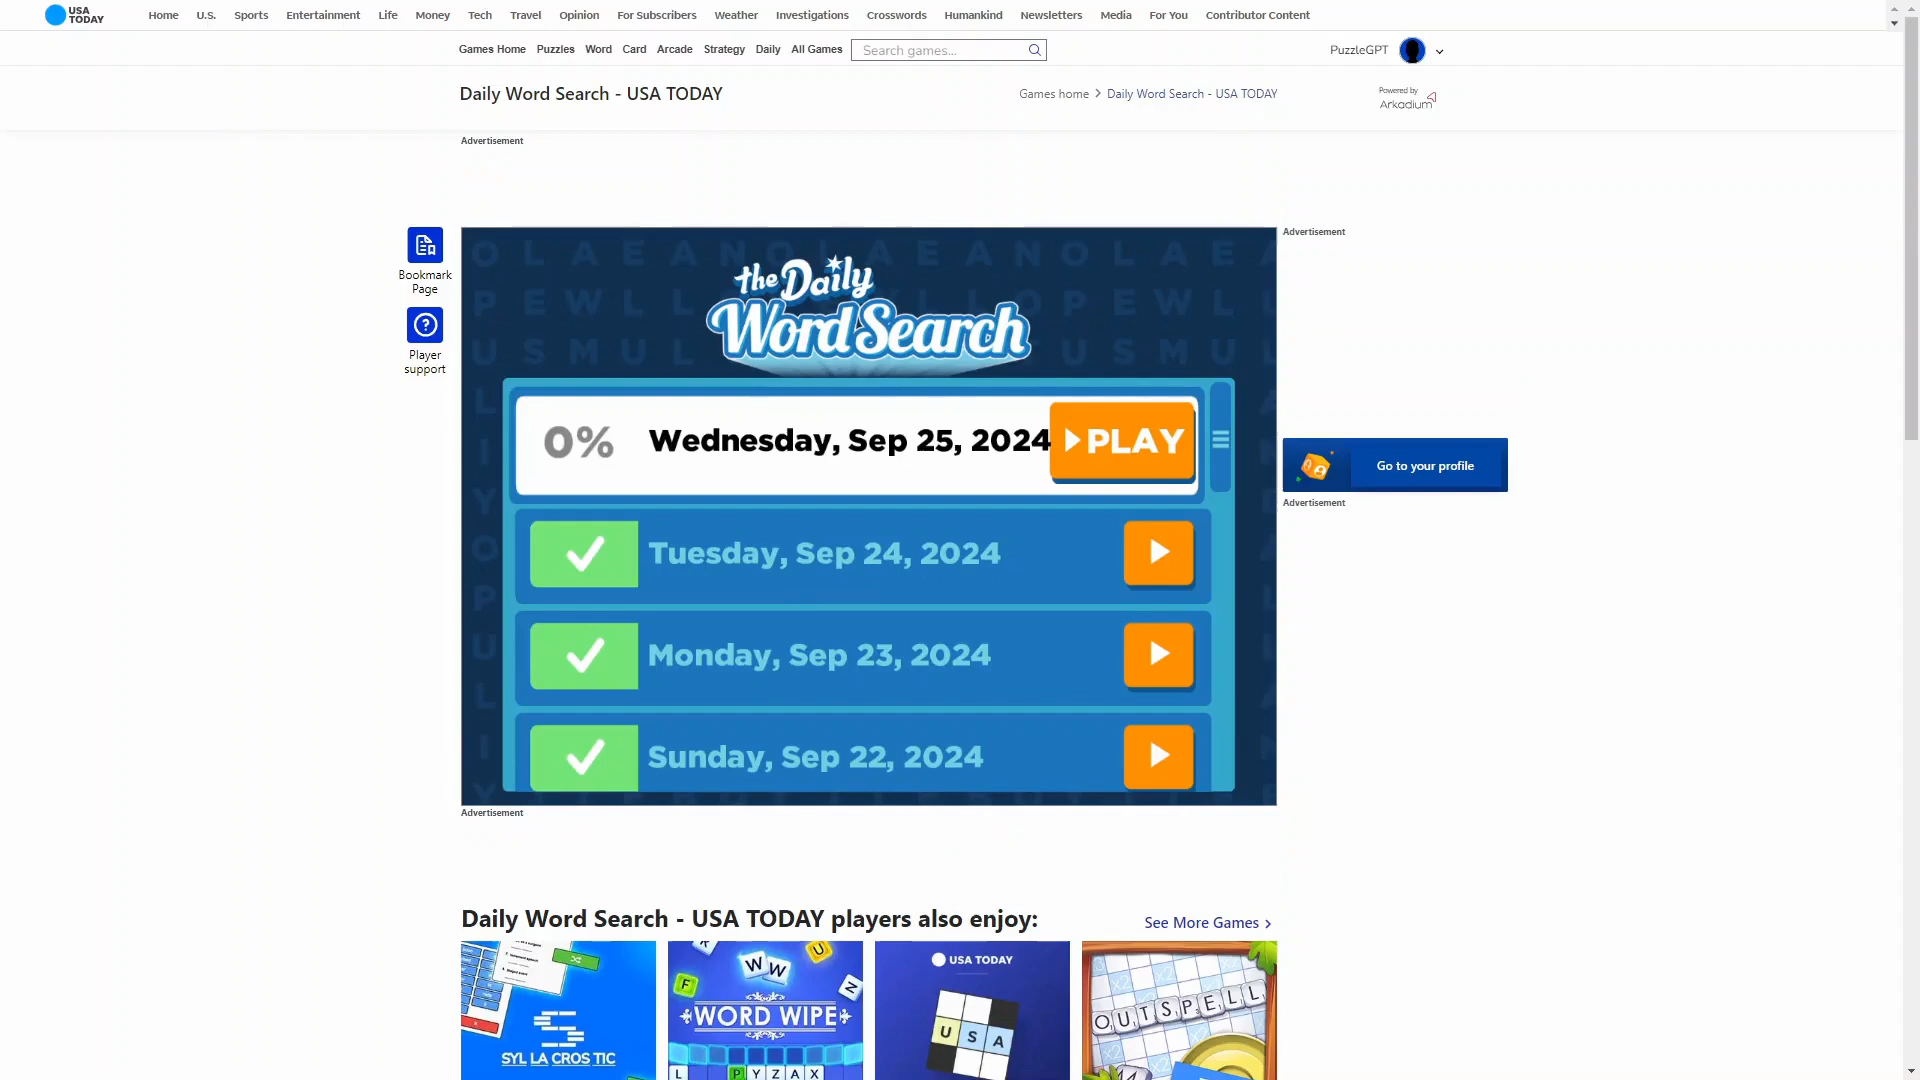 USA TODAY
Home U.S. Sports Entertainment Life Money Tech Travel Opinion For Subscribers Weather Investigations Crosswords Humankind Newsletters Media For You Contributor Content
Games Home Puzzles Word Card Arcade Strategy Daily All Games Search games... PuzzleGPT
Daily Word Search - USA TODAY
Games home > Daily Word Search - USA TODAY
Powered by
Arkadium
Advertisement
Bookmark
Page
Player
support
the Daily
Word Search
Advertisement
0% Wednesday, Sep 25, 2024 PLAY
Go to your profile
Advertisement
Tuesday, Sep 24, 2024
Monday, Sep 23, 2024
Sunday, Sep 22, 2024
Advertisement
Daily Word Search - USA TODAY players also enjoy:
See More Games
SYL LA CROS TIC
W W U F N
WORD WIPE
L P Y Z A X
USA TODAY
U S A
OUTSPELL